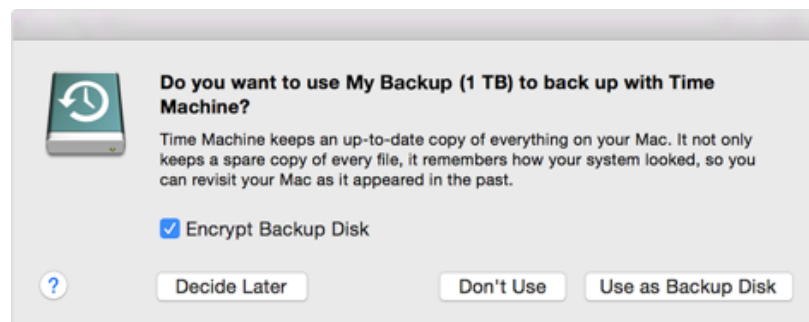 Do you want to use My Backup (1 TB) to back up with Time
Machine?
Time Machine keeps an up-to-date copy of everything on your Mac. It not only
keeps a spare copy of every file, it remembers how your system looked, so you
can revisit your Mac as it appeared in the past.
Encrypt Backup Disk
? Decide Later Don't Use Use as Backup Disk